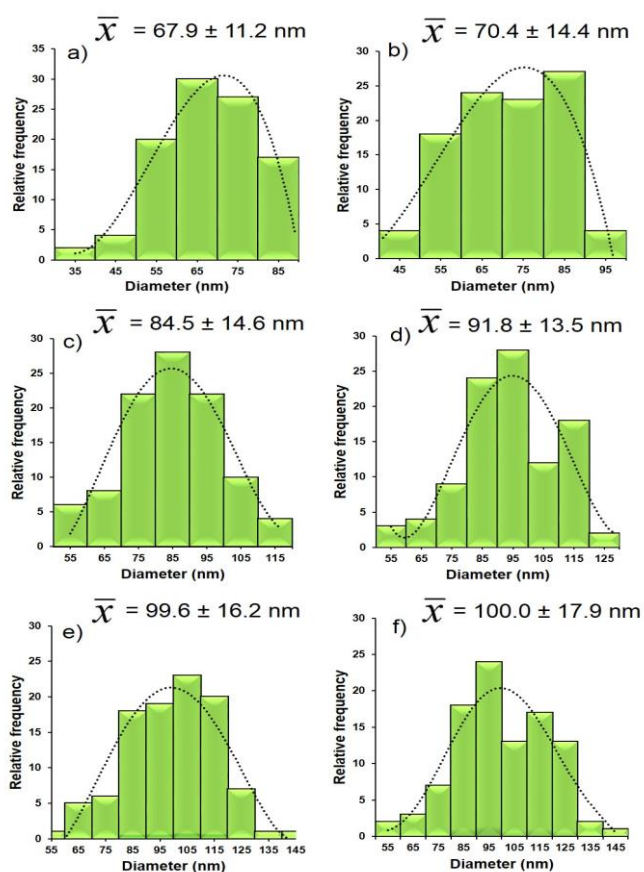 x̅ = 67.9 ± 11.2 nm
a)
35
30
25
20
15
10
5
0
Relative frequency
35 45 55 65 75 85
Diameter (nm)
x̅ = 70.4 ± 14.4 nm
b)
30
25
20
15
10
5
0
Relative frequency
45 55 65 75 85 95
Diameter (nm)
x̅ = 84.5 ± 14.6 nm
c)
30
25
20
15
10
5
0
Relative frequency
55 65 75 85 95 105 115
Diameter (nm)
x̅ = 91.8 ± 13.5 nm
d)
30
25
20
15
10
5
0
Relative frequency
55 65 75 85 95 105 115 125
Diameter (nm)
x̅ = 99.6 ± 16.2 nm
e)
30
25
20
15
10
5
0
Relative frequency
55 65 75 85 95 105 115 125 135 145
Diameter (nm)
x̅ = 100.0 ± 17.9 nm
f)
30
25
20
15
10
5
0
Relative frequency
55 65 75 85 95 105 115 125 135 145
Diameter (nm)